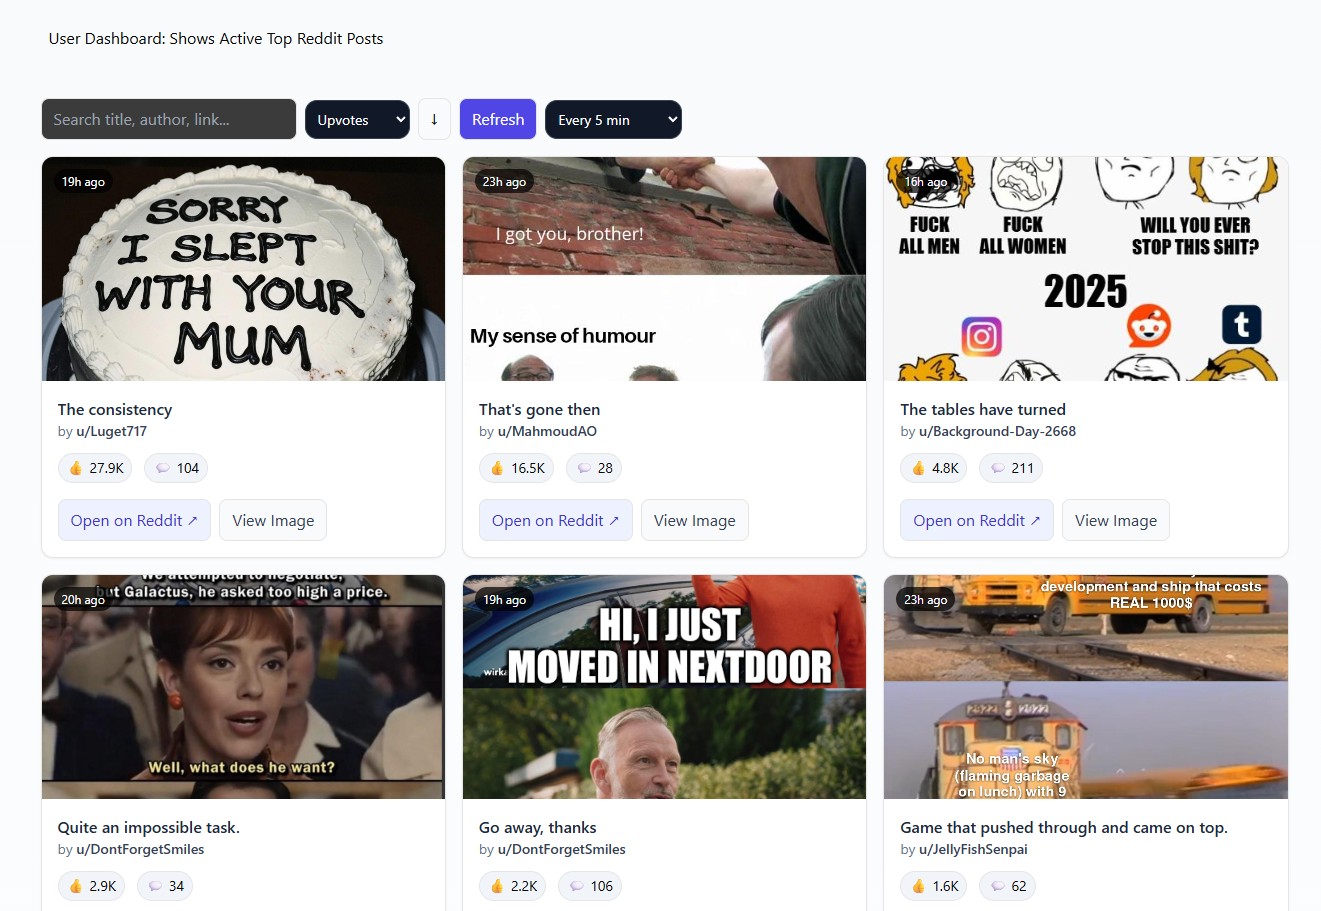 User Dashboard: Shows Active Top Reddit Posts
Search title, author, link...
Upvotes
↓
Refresh
Every 5 min
19h ago
SORRY
I SLEPT
WITH YOUR
MUM
The consistency
by u/Luget717
27.9K
104
Open on Reddit ↗
View Image
23h ago
I got you, brother!
My sense of humour
That's gone then
by u/MahmoudAO
16.5K
28
Open on Reddit ↗
View Image
16h ago
FUCK
ALL MEN
FUCK
ALL WOMEN
WILL YOU EVER
STOP THIS SHIT?
2025
t
The tables have turned
by u/Background-Day-2668
4.8K
211
Open on Reddit ↗
View Image
20h ago
We attempted to negotiate,
but Galactus, he asked too high a price.
Well, what does he want?
Quite an impossible task.
by u/DontForgetSmiles
2.9K
34
19h ago
HI, I JUST
MOVED IN NEXTDOOR
Go away, thanks
by u/DontForgetSmiles
2.2K
106
23h ago
development and ship that costs
REAL 1000$
2922 2922
No man's sky
(flaming garbage
on lunch) with 9
Game that pushed through and came on top.
by u/JellyFishSenpai
1.6K
62